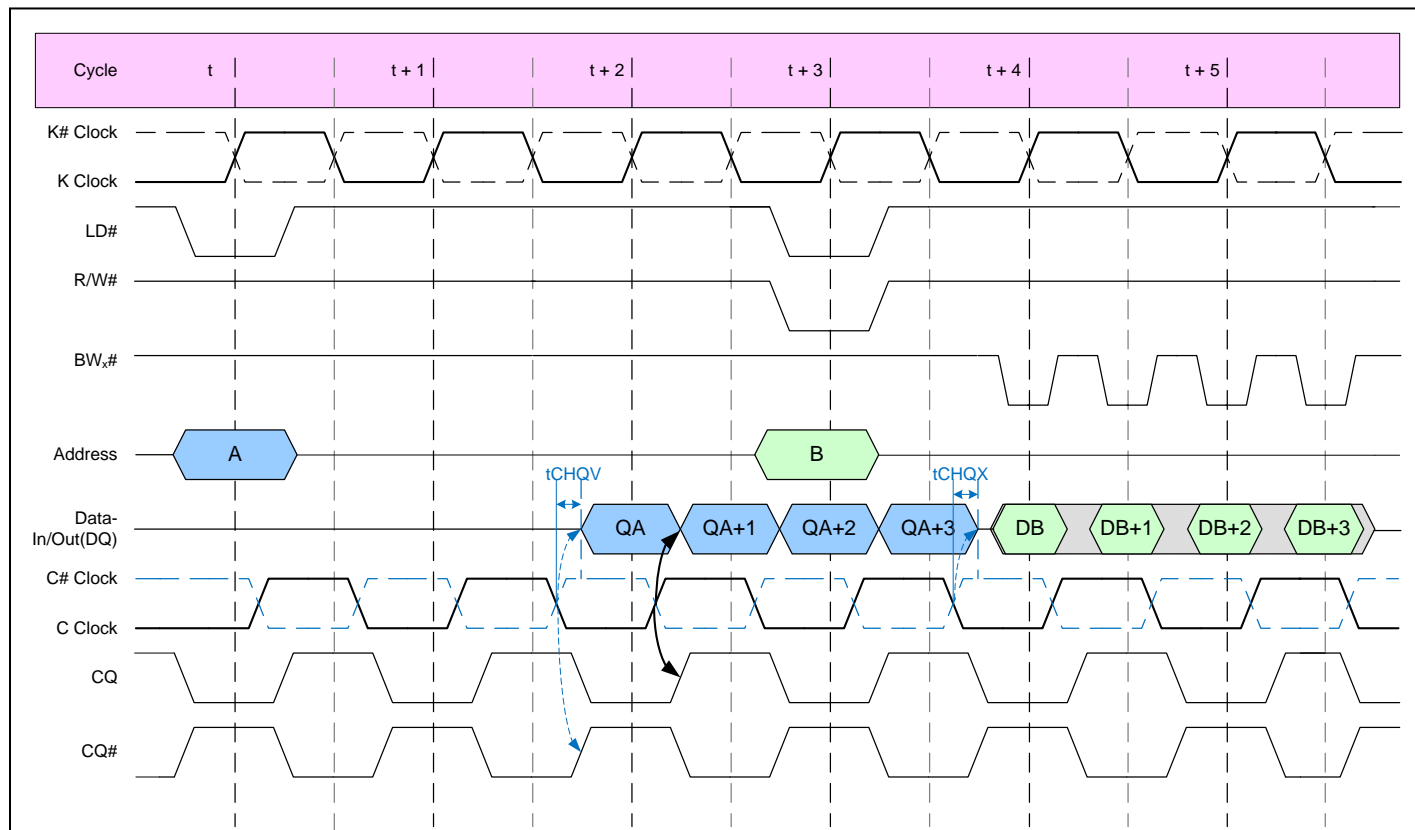 Cycle t t + 1 t + 2 t + 3 t + 4 t + 5
K# Clock
K Clock
LD#
R/W#
BWx#
Address A B
tCHQV tCHQX
Data-
In/Out(DQ)
QA QA+1 QA+2 QA+3 DB DB+1 DB+2 DB+3
C# Clock
C Clock
CQ
CQ#